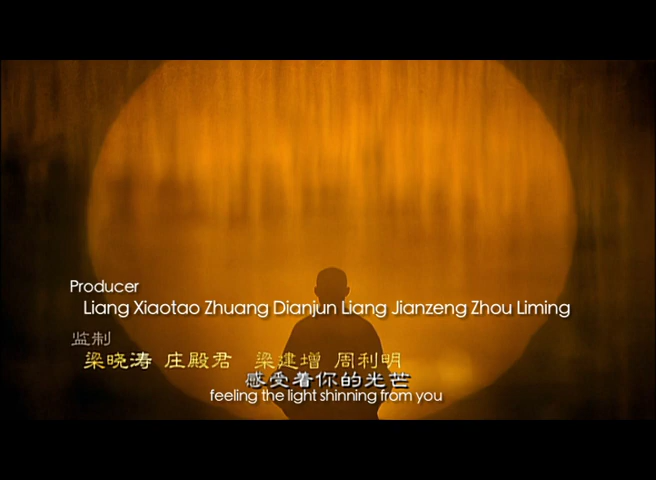 Producer
Liang Xiaotao Zhuang Dianjun Liang Jianzeng Zhou Liming
监制
梁晓涛 庄殿君 梁建增 周利明
感受着你的光芒
feeling the light shinning from you